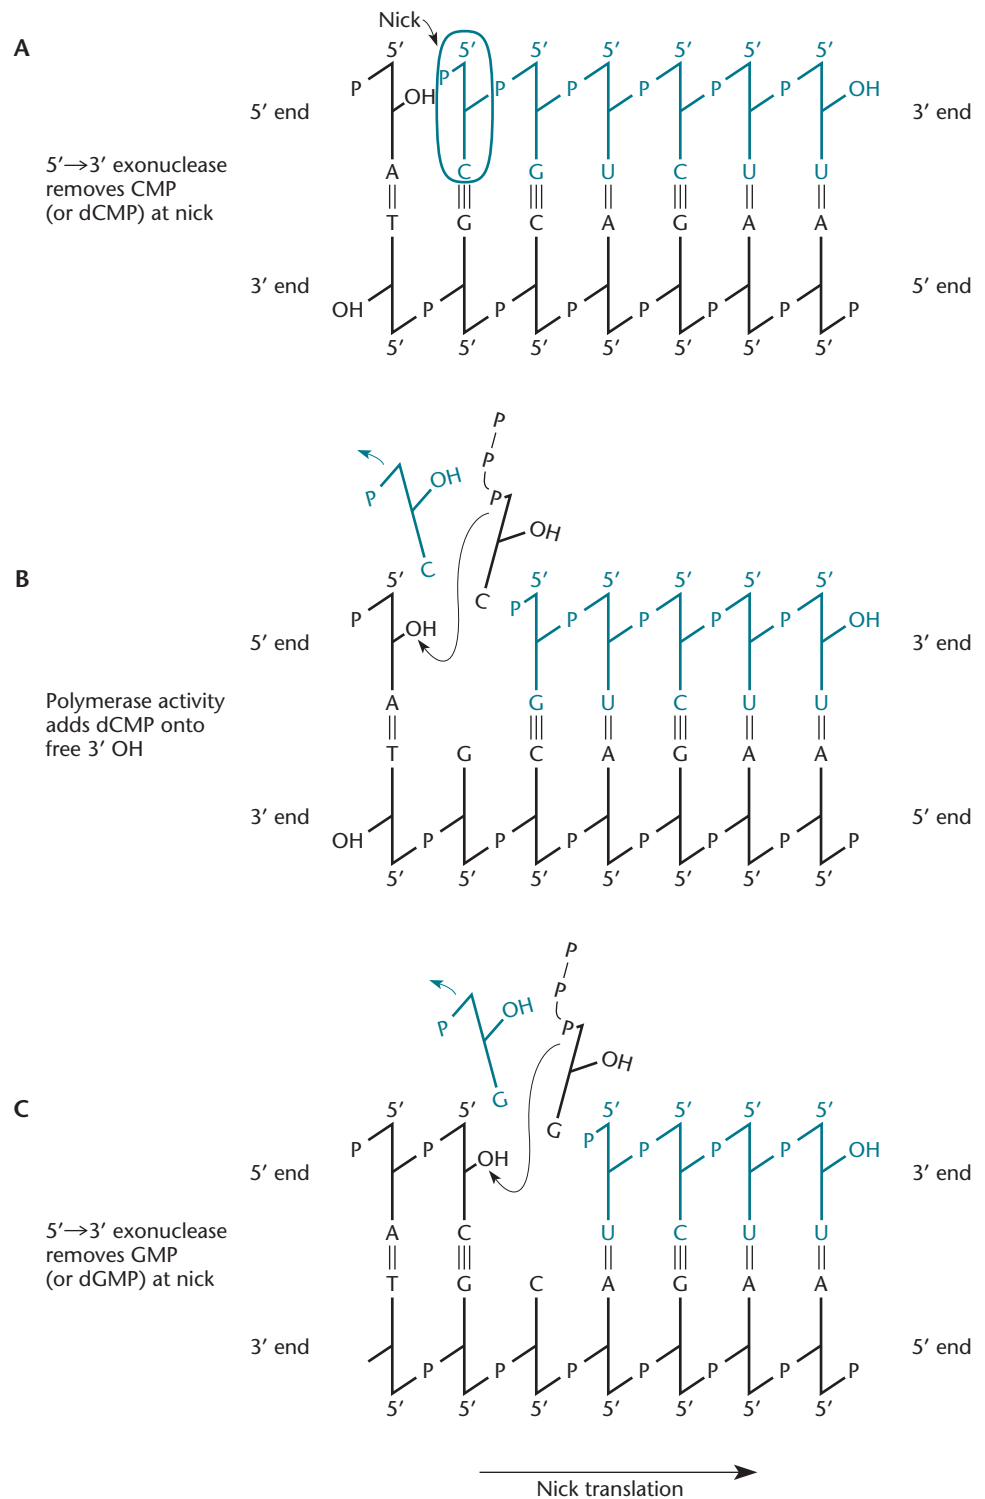 Nick
A
5′ 5′ 5′ 5′ 5′ 5′ 5′
P OH P P P P P P OH
5′ end 3′ end
5′→3′ exonuclease
removes CMP
(or dCMP) at nick
A C G U C U U
T G C A G A A
3′ end 5′ end
OH P P P P P P P
5′ 5′ 5′ 5′ 5′ 5′ 5′
P
P
P OH P OH
C C
B
5′ 5′ 5′ 5′ 5′ 5′
P OH P P P P P OH
5′ end 3′ end
Polymerase activity
adds dCMP onto
free 3′ OH
A G U C U U
T G C A G A A
3′ end 5′ end
OH P P P P P P P
5′ 5′ 5′ 5′ 5′ 5′ 5′
P
P
P OH P OH
G G
C
5′ 5′ 5′ 5′ 5′ 5′
P P OH P P P P OH
5′ end 3′ end
5′→3′ exonuclease
removes GMP
(or dGMP) at nick
A C U C U U
T G C A G A A
3′ end 5′ end
P P P P P P P
5′ 5′ 5′ 5′ 5′ 5′ 5′
Nick translation